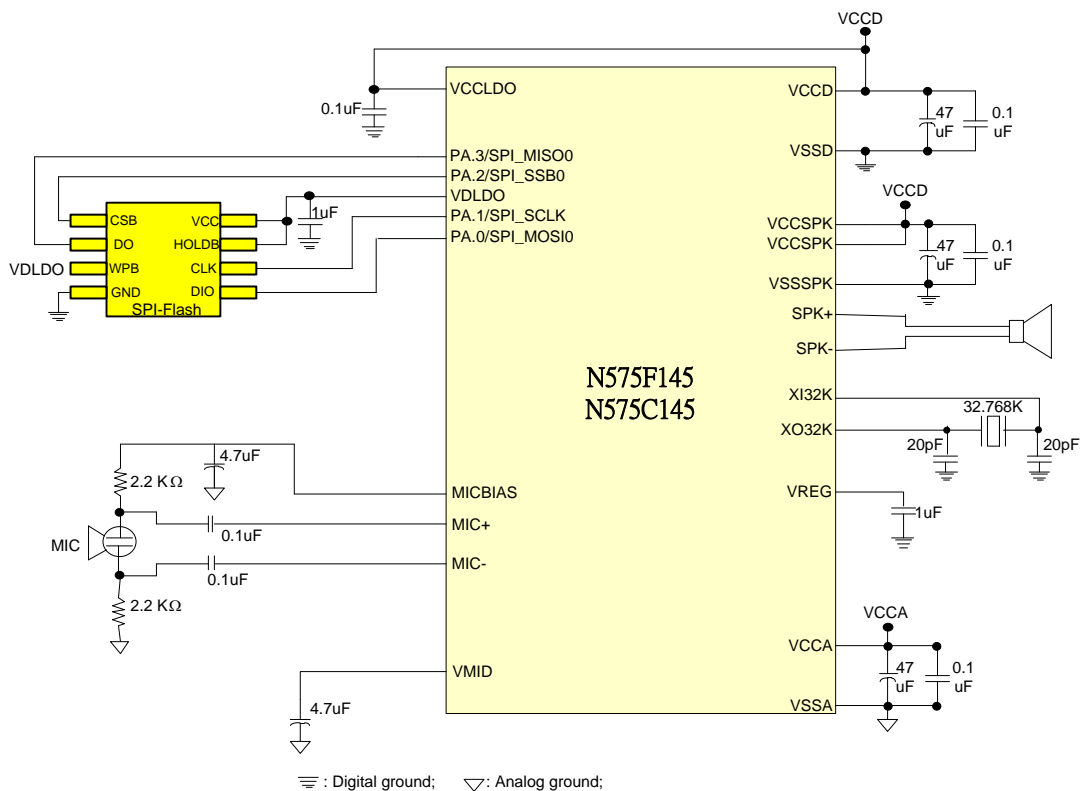 VCCD
VCCLDO
0.1uF
VCCD
47
uF
0.1
uF
VSSD
PA.3/SPI_MISO0
PA.2/SPI_SSB0
VDLDO
1uF
PA.1/SPI_SCLK
PA.0/SPI_MOSI0
CSB
VCC
DO
HOLDB
VDLDO
WPB
CLK
GND
DIO
SPI-Flash
VCCD
VCCSPK
VCCSPK
47
uF
0.1
uF
VSSSPK
SPK+
SPK-
N575F145
N575C145
XI32K
XO32K
32.768K
20pF
20pF
VREG
1uF
4.7uF
2.2 KΩ
MICBIAS
MIC+
0.1uF
MIC
MIC-
0.1uF
2.2 KΩ
VMID
4.7uF
VCCA
VCCA
47
uF
0.1
uF
VSSA
: Digital ground;
: Analog ground;